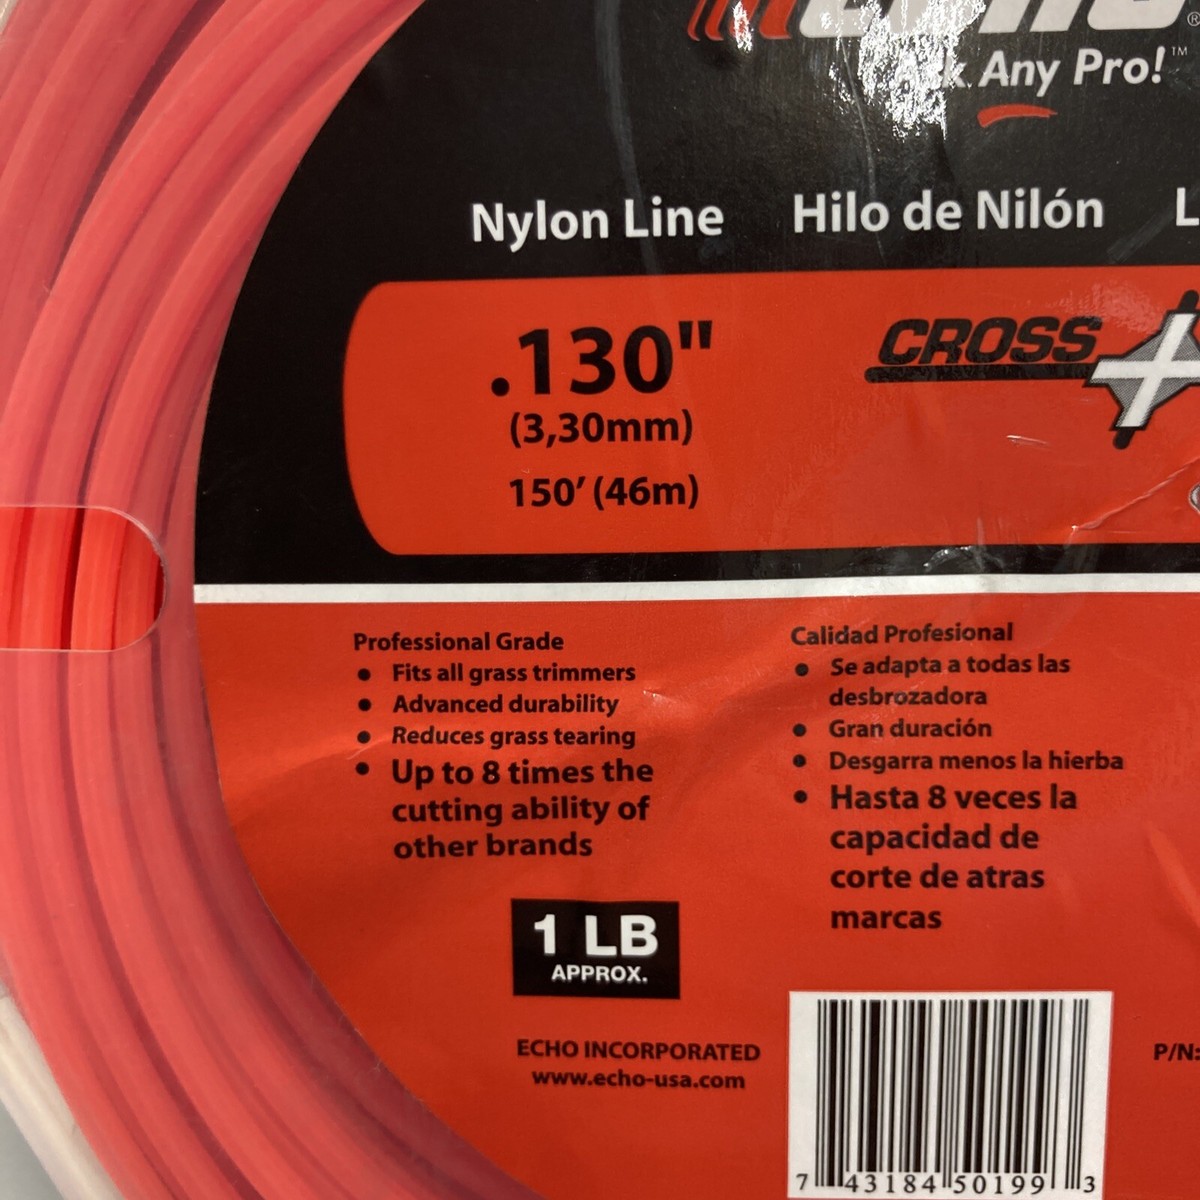 Any Pro!™
Nylon Line
Hilo de Nilón
.130"
(3,30mm)
150' (46m)
CROSS
Professional Grade
• Fits all grass trimmers
• Advanced durability
• Reduces grass tearing
• Up to 8 times the
cutting ability of
other brands
Calidad Profesional
• Se adapta a todas las
desbrozadora
• Gran duración
• Desgarra menos la hierba
• Hasta 8 veces la
capacidad de
corte de atras
marcas
1 LB
APPROX.
ECHO INCORPORATED
www.echo-usa.com
P/N:
7 43184 50199 3